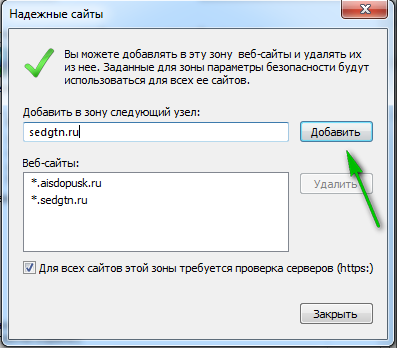 Надежные сайты
Вы можете добавлять в эту зону веб-сайты и удалять их
из нее. Заданные для зоны параметры безопасности будут
использоваться для всех ее сайтов.
Добавить в зону следующий узел:
sedgtn.ru
Добавить
Веб-сайты:
*.aisdopusk.ru
*.sedgtn.ru
Удалить
Для всех сайтов этой зоны требуется проверка серверов (https:)
Закрыть